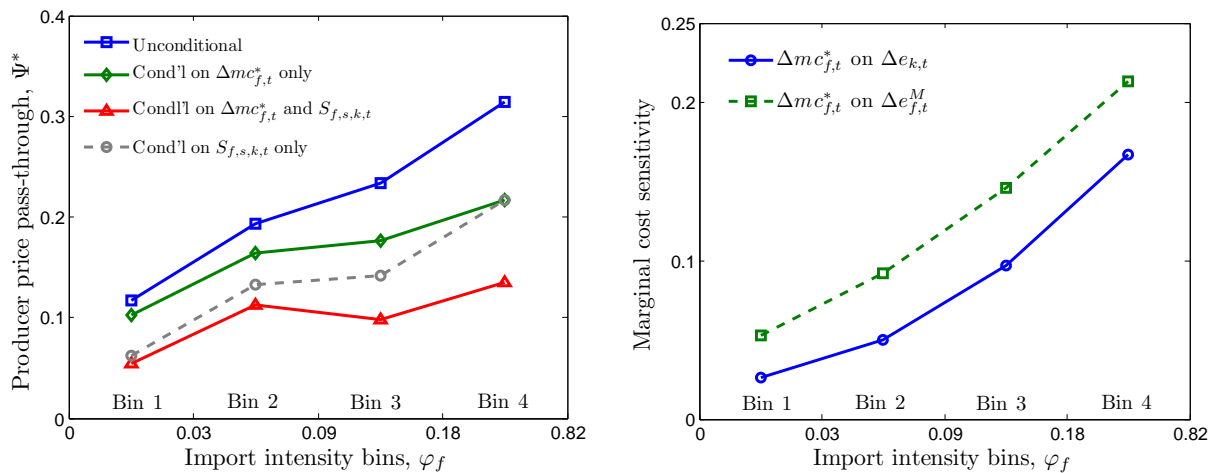 0.4
0.3
0.2
0.1
0
Producer price pass-through, Ψ*
Unconditional
Cond'l on Δmc*f,t only
Condl'l on Δmc*f,t and Sf,s,k,t
Cond'l on Sf,s,k,t only
Bin 1 Bin 2 Bin 3 Bin 4
0 0.03 0.09 0.18 0.82
Import intensity bins, φf
0.25
0.2
0.1
0
Marginal cost sensitivity
Δmc*f,t on Δek,t
Δmc*f,t on ΔeMf,t
Bin 1 Bin 2 Bin 3 Bin 4
0 0.03 0.09 0.18 0.82
Import intensity bins, φf